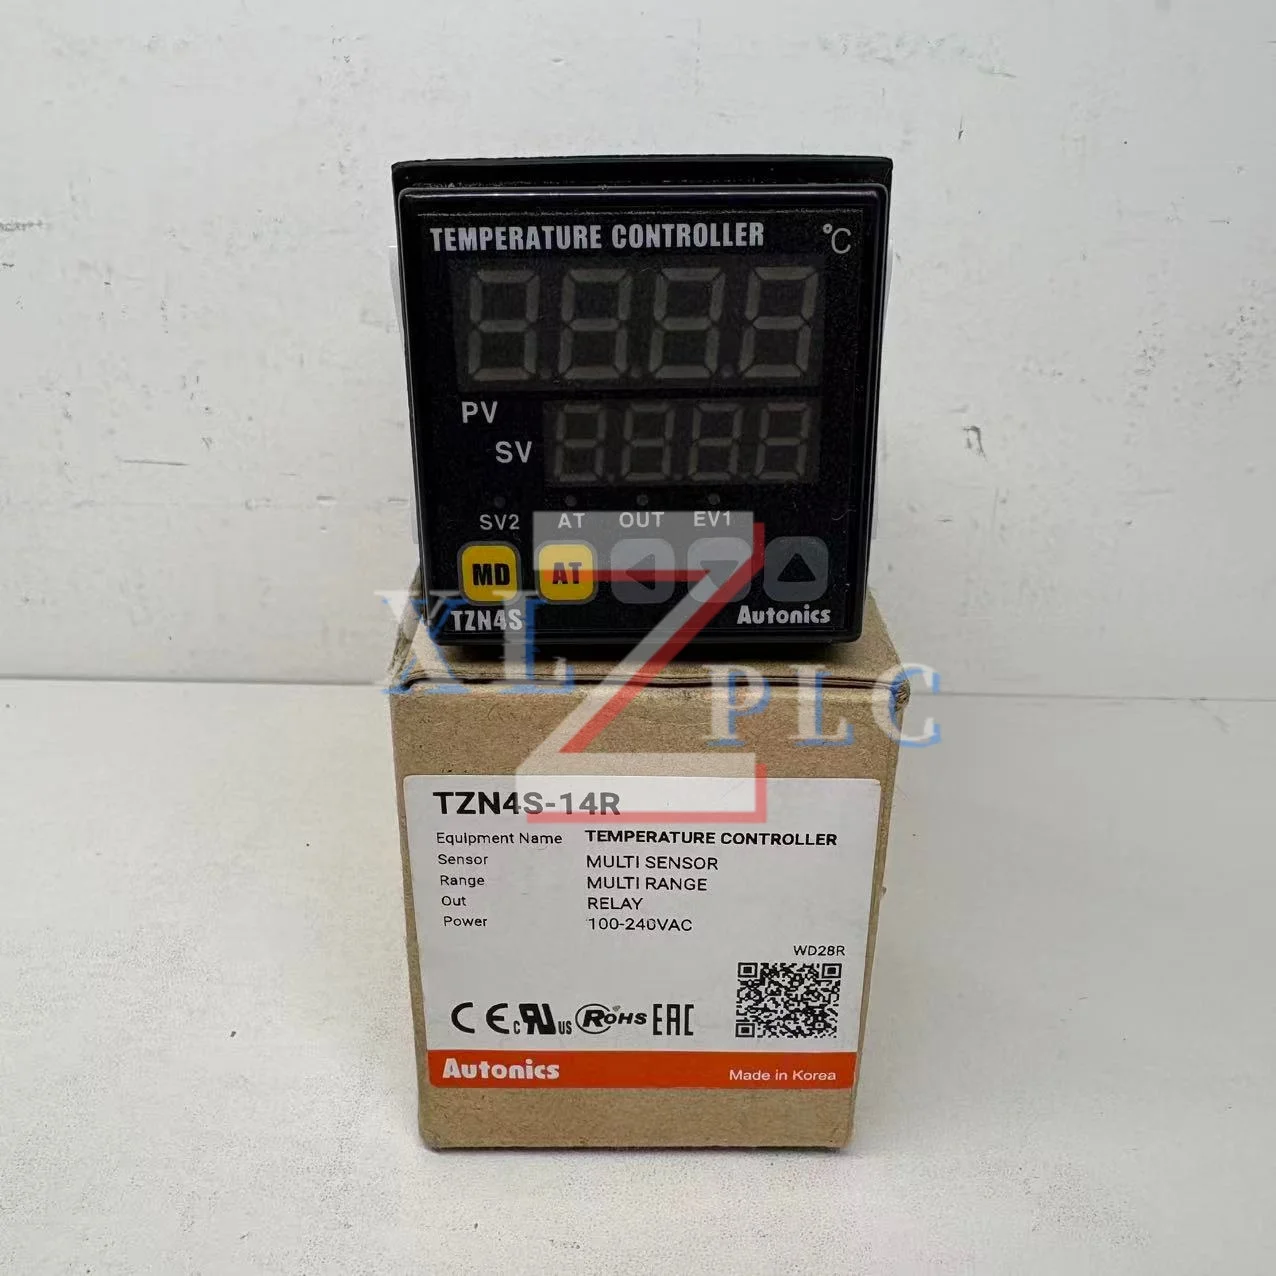 TEMPERATURE CONTROLLER °C
PV
SV
SV2 AT OUT EV1
MD AT
TZN4S Autonics
XLZ PLC
TZN4S-14R
Equipment Name TEMPERATURE CONTROLLER
Sensor MULTI SENSOR
Range MULTI RANGE
Out RELAY
Power 100-240VAC
WD28R
CE c RU us RoHS EAC
Autonics Made in Korea